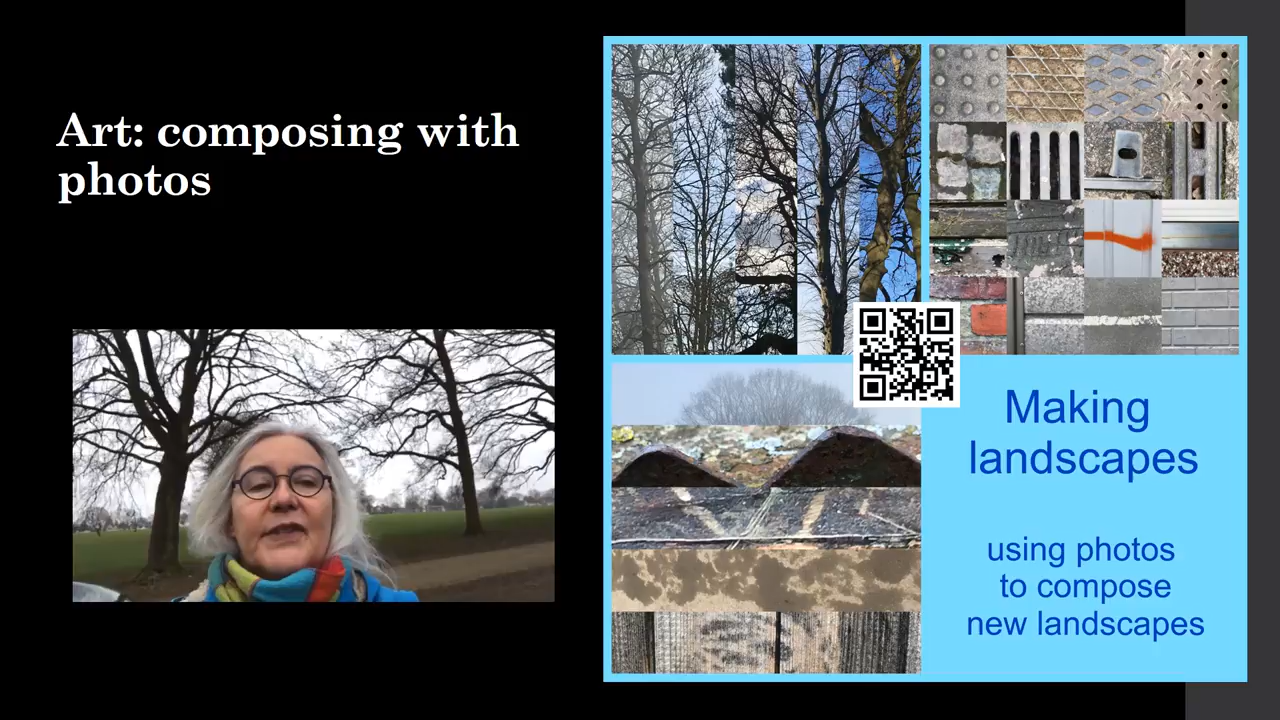 Art: composing with
photos
Making
landscapes
using photos
to compose
new landscapes